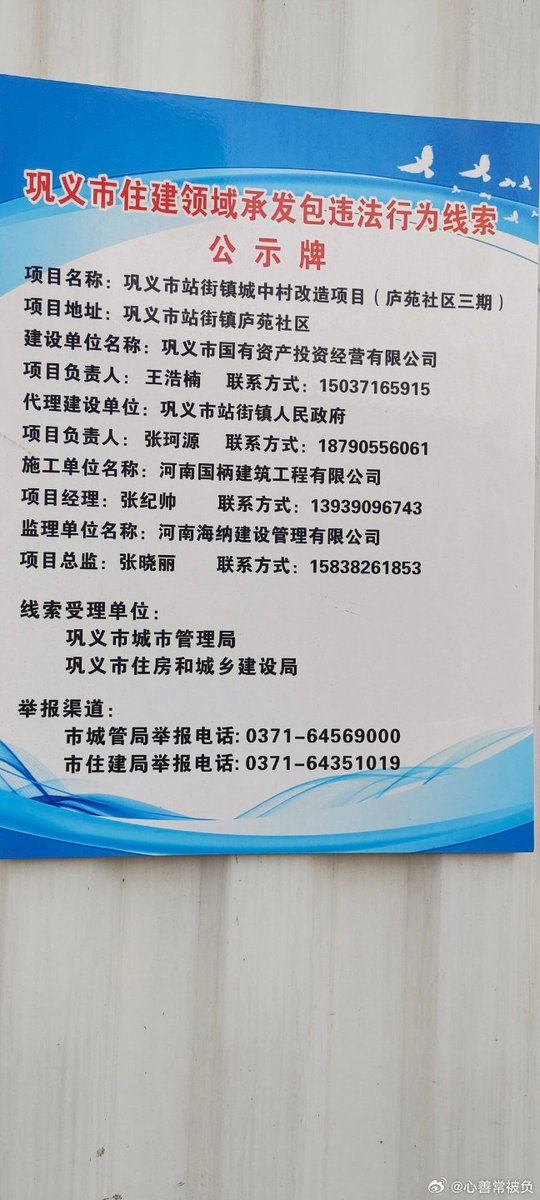 巩义市住建领域承发包违法行为线索
公示牌
项目名称：巩义市站街镇城中村改造项目（庐苑社区三期）
项目地址：巩义市站街镇庐苑社区
建设单位名称：巩义市国有资产投资经营有限公司
项目负责人：王浩楠 联系方式：15037165915
代理建设单位：巩义市站街镇人民政府
项目负责人：张珂源 联系方式：18790556061
施工单位名称：河南国柄建筑工程有限公司
项目经理：张纪帅 联系方式：13939096743
监理单位名称：河南海纳建设管理有限公司
项目总监：张晓丽 联系方式：15838261853
线索受理单位：
巩义市城市管理局
巩义市住房和城乡建设局
举报渠道：
市城管局举报电话：0371-64569000
市住建局举报电话：0371-64351019
@心善常被负